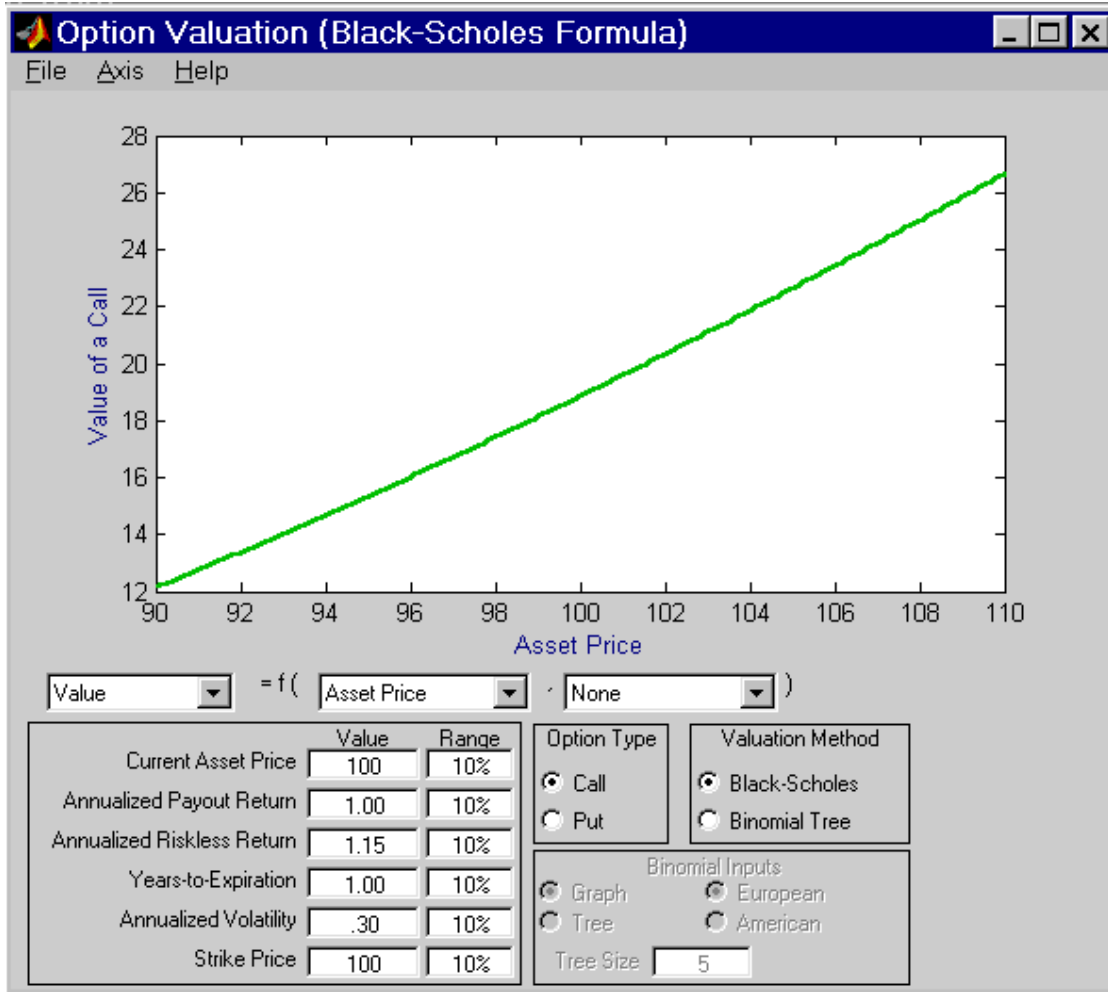 Option Valuation (Black-Scholes Formula)
File Axis Help
28
26
24
22
20
18
16
14
12
Value of a Call
90 92 94 96 98 100 102 104 106 108 110
Asset Price
Value = f ( Asset Price , None )
Value Range
Current Asset Price 100 10%
Annualized Payout Return 1.00 10%
Annualized Riskless Return 1.15 10%
Years-to-Expiration 1.00 10%
Annualized Volatility .30 10%
Strike Price 100 10%
Option Type
Call
Put
Valuation Method
Black-Scholes
Binomial Tree
Binomial Inputs
Graph European
Tree American
Tree Size 5